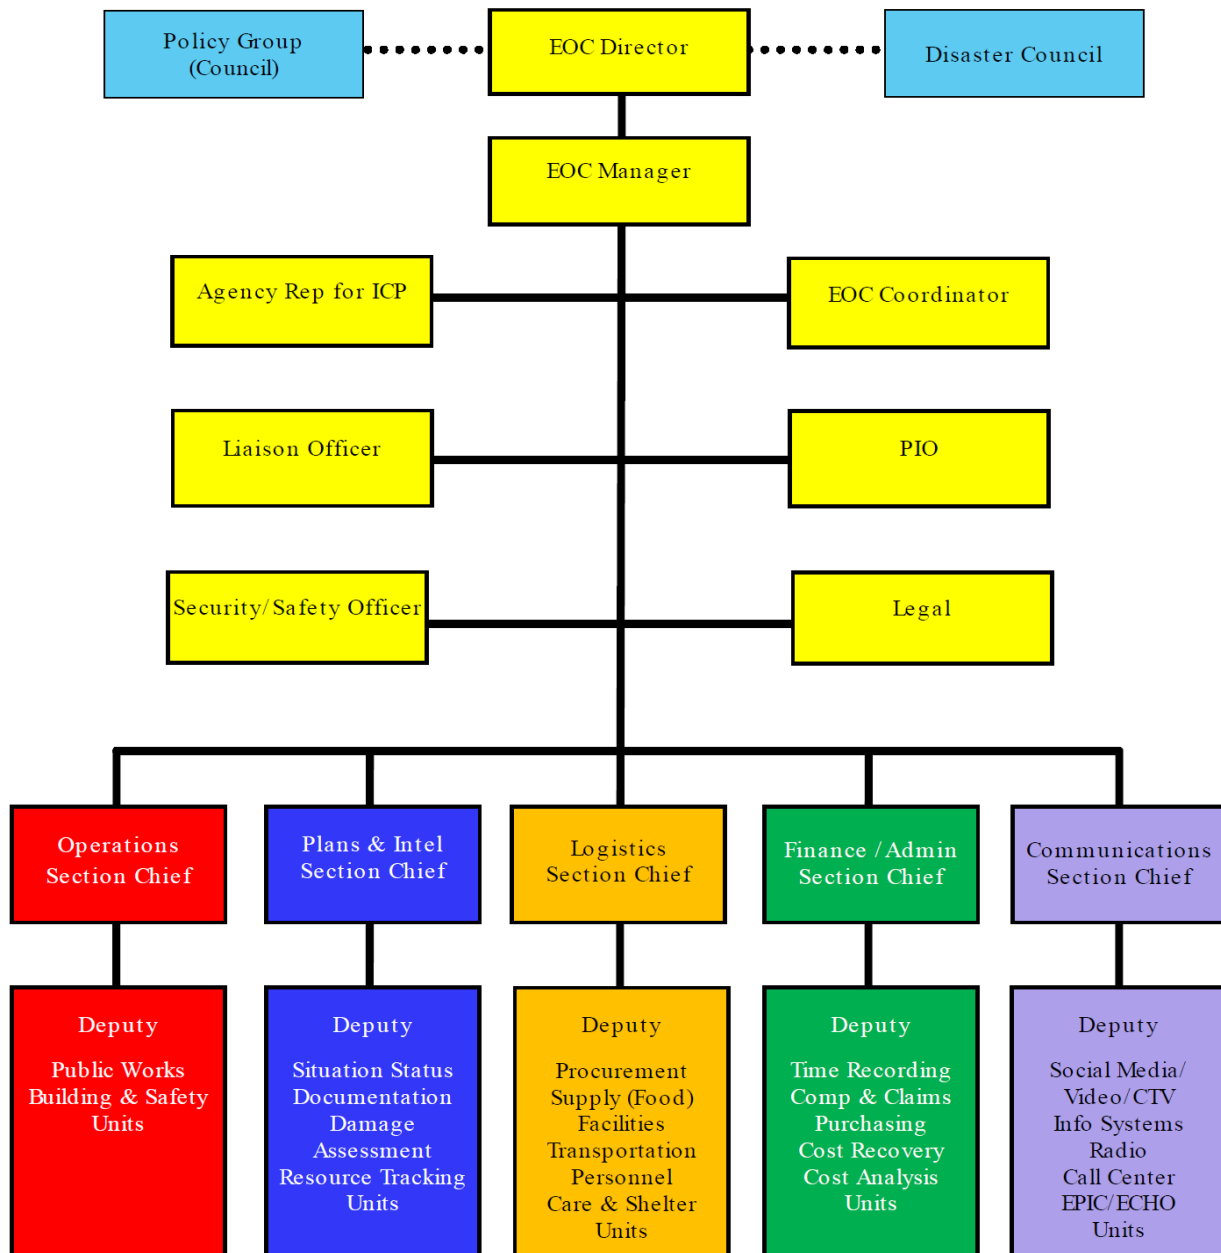 Policy Group
(Council)
EOC Director
Disaster Council
EOC Manager
Agency Rep for ICP
EOC Coordinator
Liaison Officer
PIO
Security/Safety Officer
Legal
Operations
Section Chief
Plans & Intel
Section Chief
Logistics
Section Chief
Finance / Admin
Section Chief
Communications
Section Chief
Deputy
Public Works
Building & Safety
Units
Deputy
Situation Status
Documentation
Damage
Assessment
Resource Tracking
Units
Deputy
Procurement
Supply (Food)
Facilities
Transportation
Personnel
Care & Shelter
Units
Deputy
Time Recording
Comp & Claims
Purchasing
Cost Recovery
Cost Analysis
Units
Deputy
Social Media/
Video/CTV
Info Systems
Radio
Call Center
EPIC/ECHO
Units